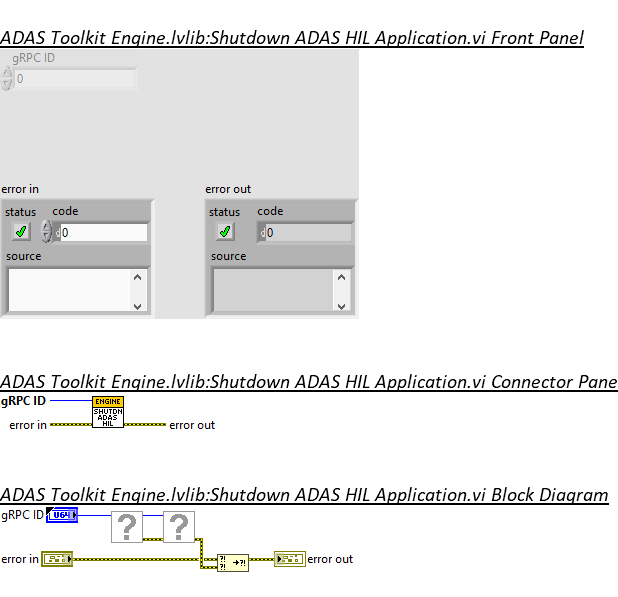 ADAS Toolkit Engine.lvlib:Shutdown ADAS HIL Application.vi Front Panel
gRPC ID
0
error in
error out
status code
status code
d 0
d 0
source
source
ADAS Toolkit Engine.lvlib:Shutdown ADAS HIL Application.vi Connector Pane
gRPC ID
ENGINE
SHUTDN
ADAS
HIL
error in
error out
ADAS Toolkit Engine.lvlib:Shutdown ADAS HIL Application.vi Block Diagram
gRPC ID U64
? ?
error in
?!
?! →?!
error out